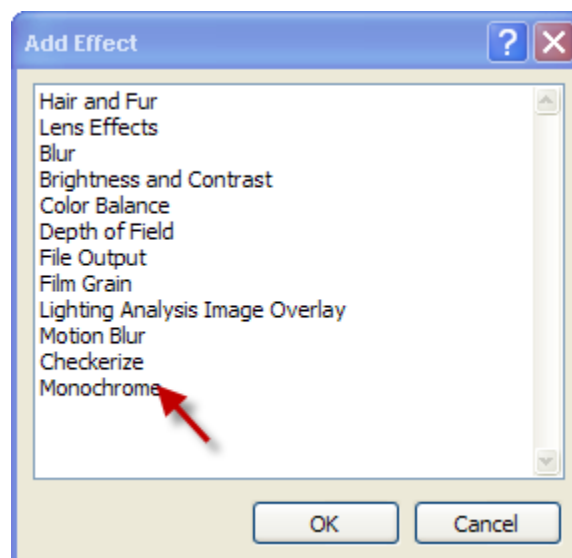 Add Effect
Hair and Fur
Lens Effects
Blur
Brightness and Contrast
Color Balance
Depth of Field
File Output
Film Grain
Lighting Analysis Image Overlay
Motion Blur
Checkerize
Monochrome
OK
Cancel